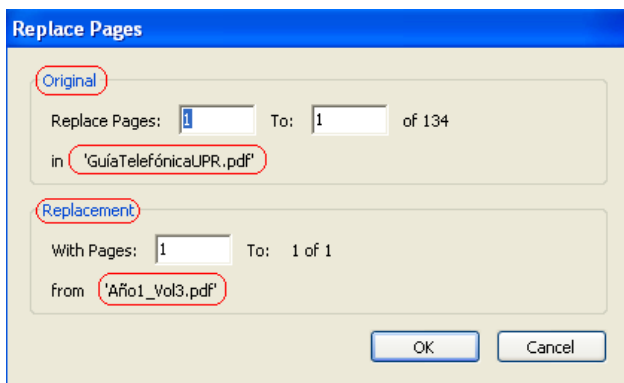 Replace Pages
Original
Replace Pages: 1 To: 1 of 134
in 'GuíaTelefónicaUPR.pdf'
Replacement
With Pages: 1 To: 1 of 1
from 'Año1_Vol3.pdf'
OK Cancel